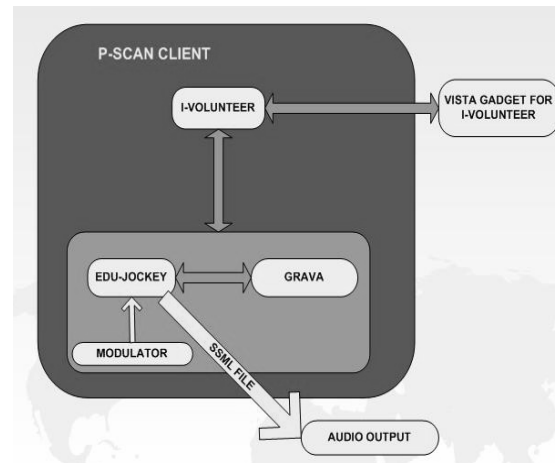 P-SCAN CLIENT
I-VOLUNTEER
VISTA GADGET FOR
I-VOLUNTEER
EDU-JOCKEY
GRAVA
MODULATOR
SSML FILE
AUDIO OUTPUT